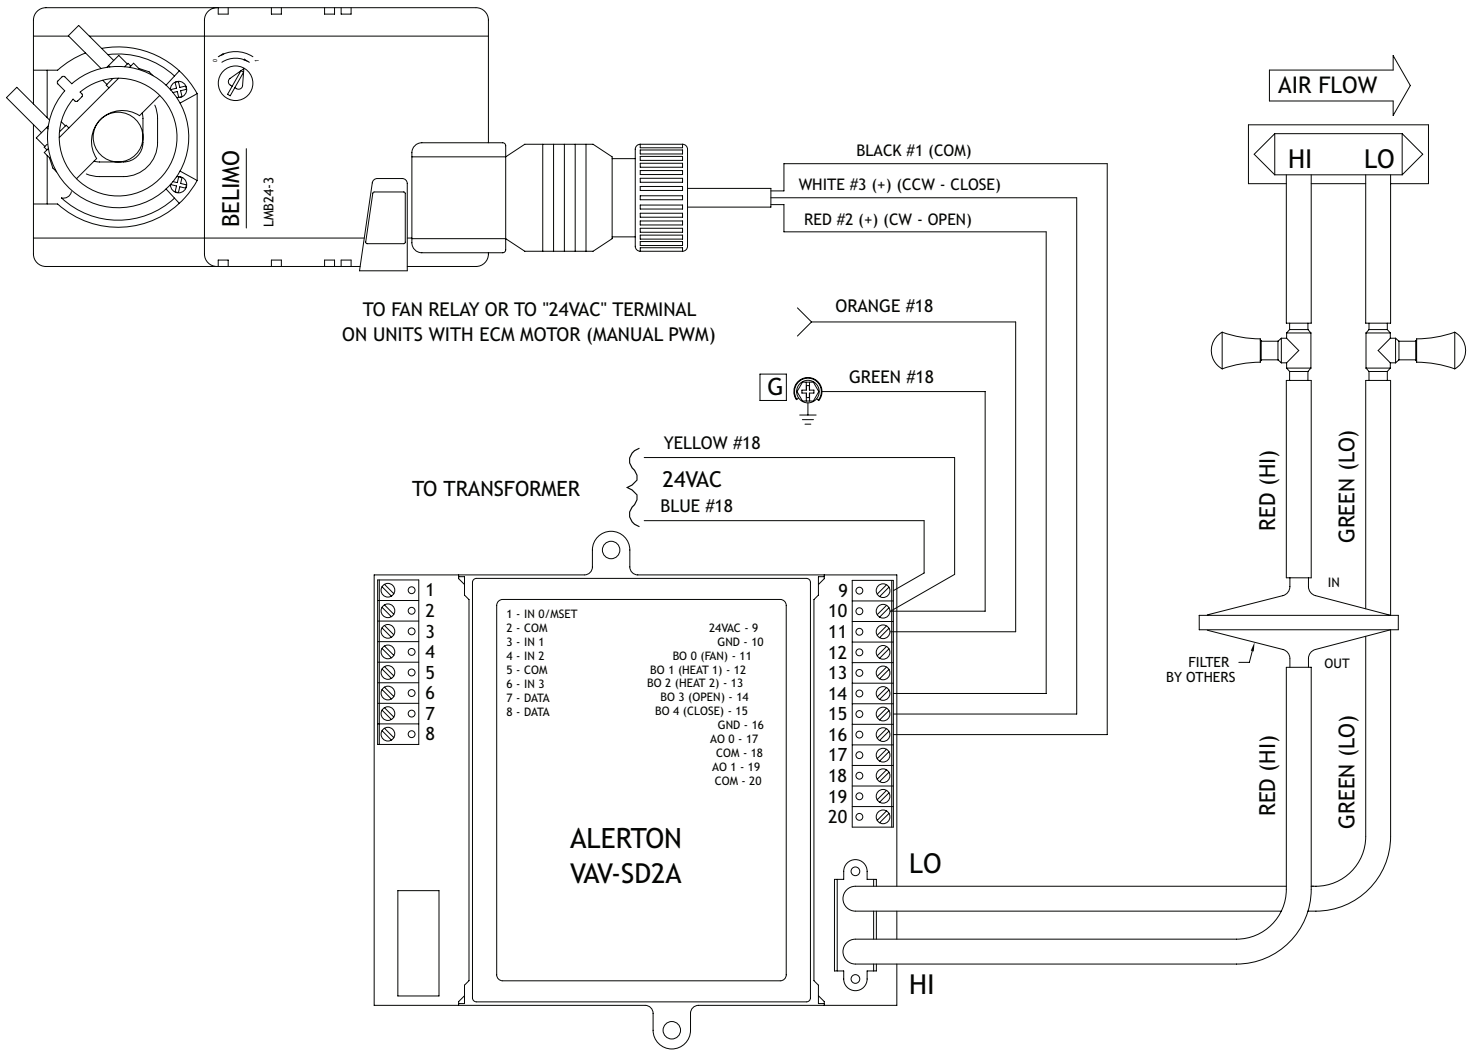 AIR FLOW
HI LO
BELIMO
LMB24-3
0 1
BLACK #1 (COM)
WHITE #3 (+) (CCW - CLOSE)
RED #2 (+) (CW - OPEN)
TO FAN RELAY OR TO "24VAC" TERMINAL
ON UNITS WITH ECM MOTOR (MANUAL PWM)
ORANGE #18
G
GREEN #18
YELLOW #18
TO TRANSFORMER
24VAC
BLUE #18
RED (HI)
GREEN (LO)
IN
OUT
FILTER
BY OTHERS
RED (HI)
GREEN (LO)
1
2
3
4
5
6
7
8
1 - IN 0/MSET
2 - COM
3 - IN 1
4 - IN 2
5 - COM
6 - IN 3
7 - DATA
8 - DATA
24VAC - 9
GND - 10
BO 0 (FAN) - 11
BO 1 (HEAT 1) - 12
BO 2 (HEAT 2) - 13
BO 3 (OPEN) - 14
BO 4 (CLOSE) - 15
GND - 16
AO 0 - 17
COM - 18
AO 1 - 19
COM - 20
9
10
11
12
13
14
15
16
17
18
19
20
ALERTON
VAV-SD2A
LO
HI